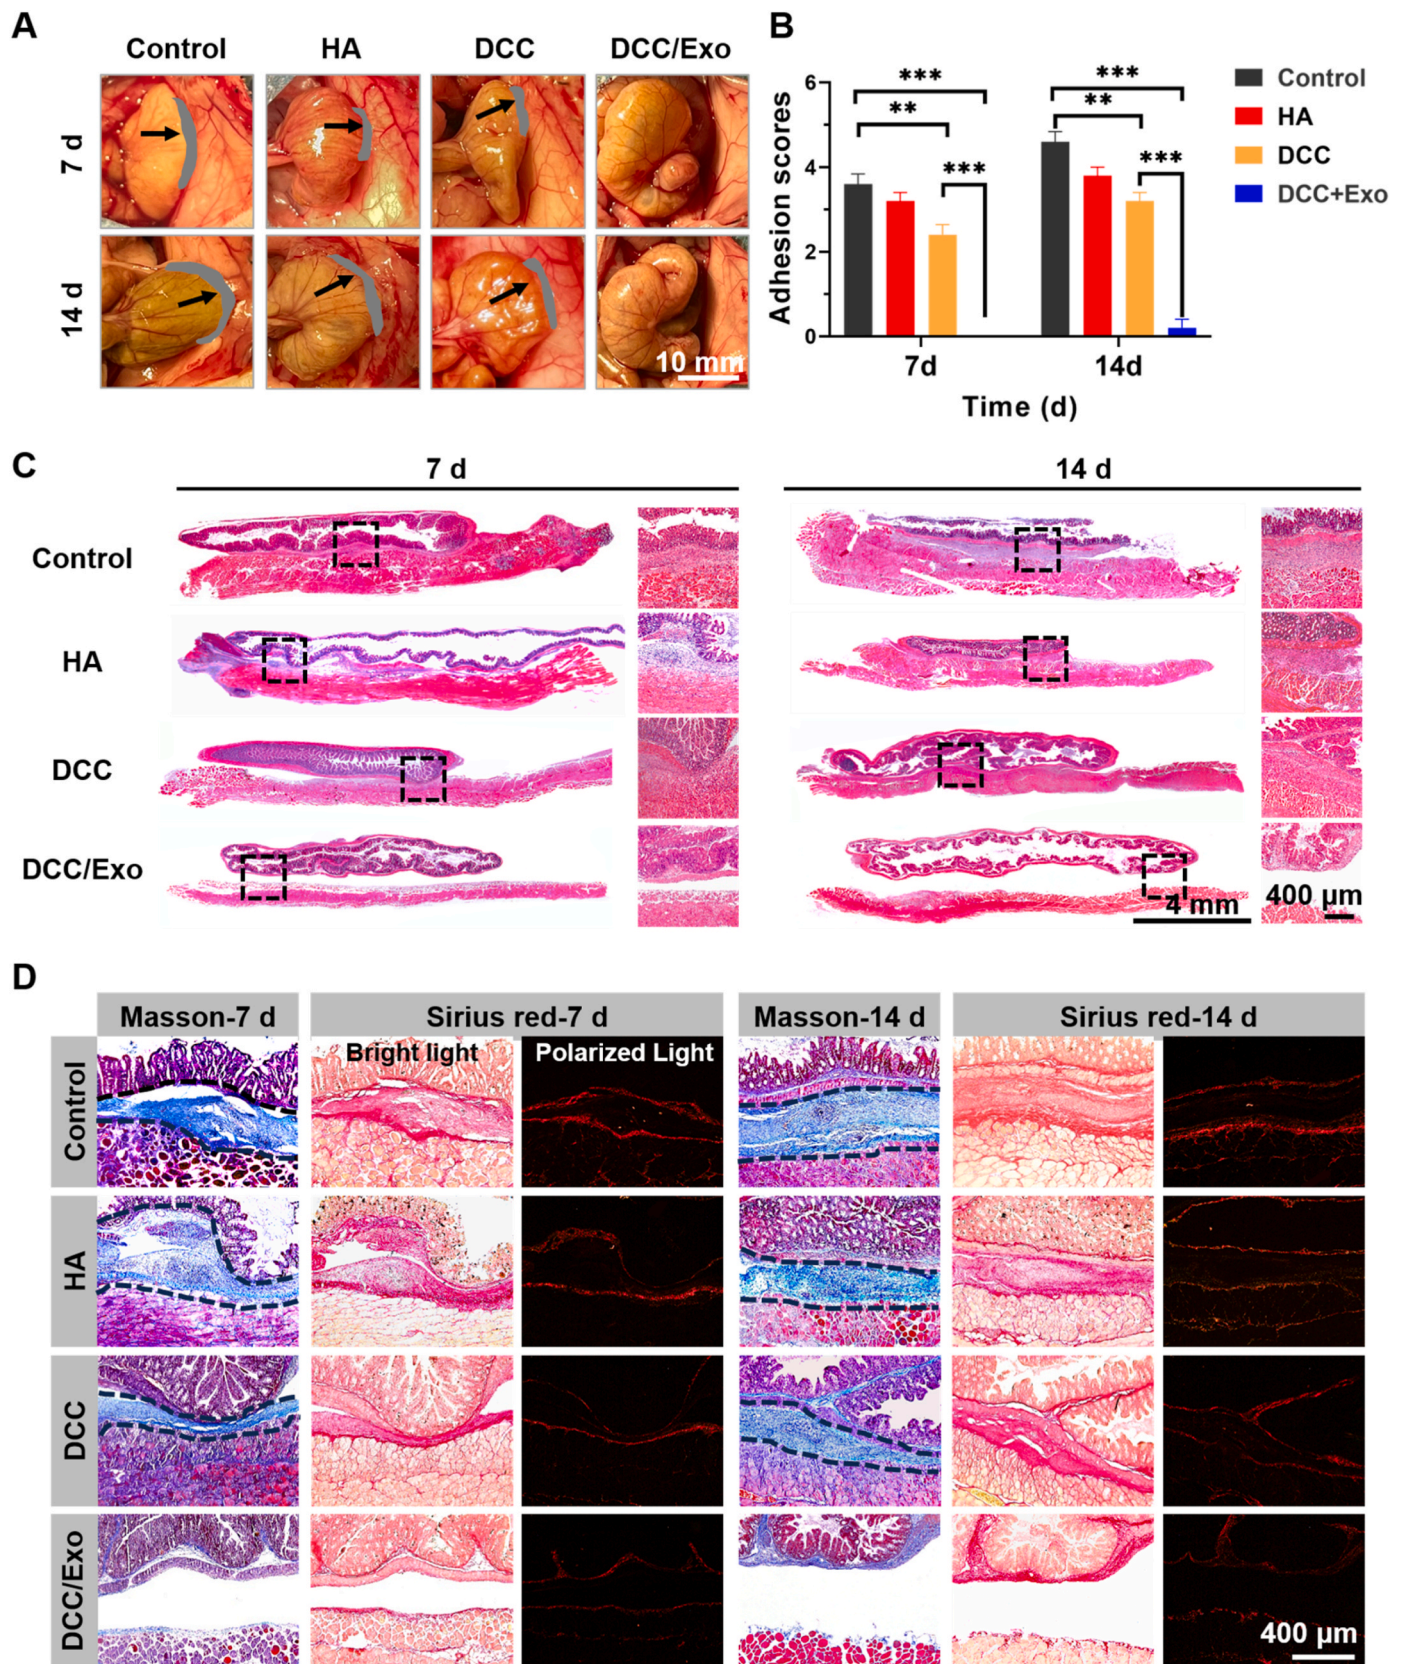 A
Control HA DCC DCC/Exo
7 d
14 d
10 mm
B
Adhesion scores
6
4
2
0
*** 
**
***
***
**
***
7d 14d
Time (d)
Control
HA
DCC
DCC+Exo
C
7 d 14 d
Control
HA
DCC
DCC/Exo
4 mm
400 μm
D
Masson-7 d Sirius red-7 d Masson-14 d Sirius red-14 d
Bright light Polarized Light
Control
HA
DCC
DCC/Exo
400 μm